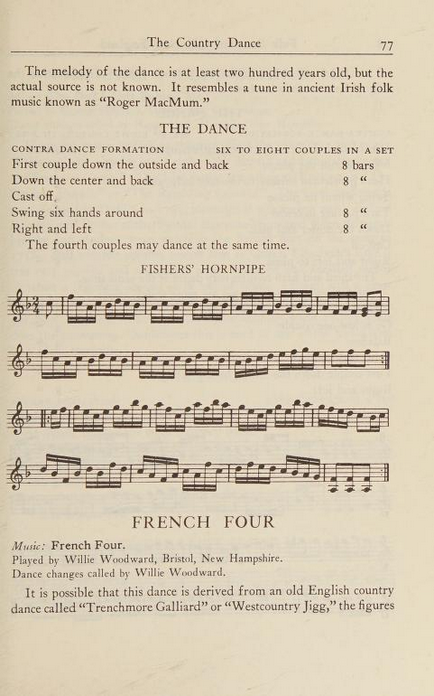 The Country Dance 77
The melody of the dance is at least two hundred years old, but the
actual source is not known. It resembles a tune in ancient Irish folk
music known as “Roger MacMum.”
THE DANCE
CONTRA DANCE FORMATION SIX TO EIGHT COUPLES IN A SET
First couple down the outside and back 8 bars
Down the center and back 8 “
Cast off.
Swing six hands around 8 “
Right and left 8 “
The fourth couples may dance at the same time.
FISHERS’ HORNPIPE
2
4
FRENCH FOUR
Music: French Four.
Played by Willie Woodward, Bristol, New Hampshire.
Dance changes called by Willie Woodward.
It is possible that this dance is derived from an old English country
dance called “Trenchmore Galliard” or “Westcountry Jigg,” the figures